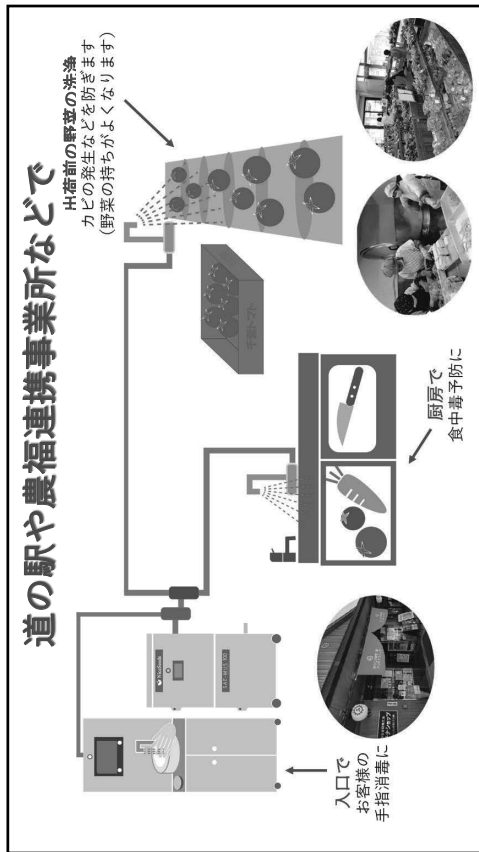 道の駅や農福連携事業所などで
出荷前の野菜の洗浄
カビの発生などを防ぎます
（野菜の持ちがよくなります）
厨房で
食中毒予防に
入口で
お客様の
手指消毒に